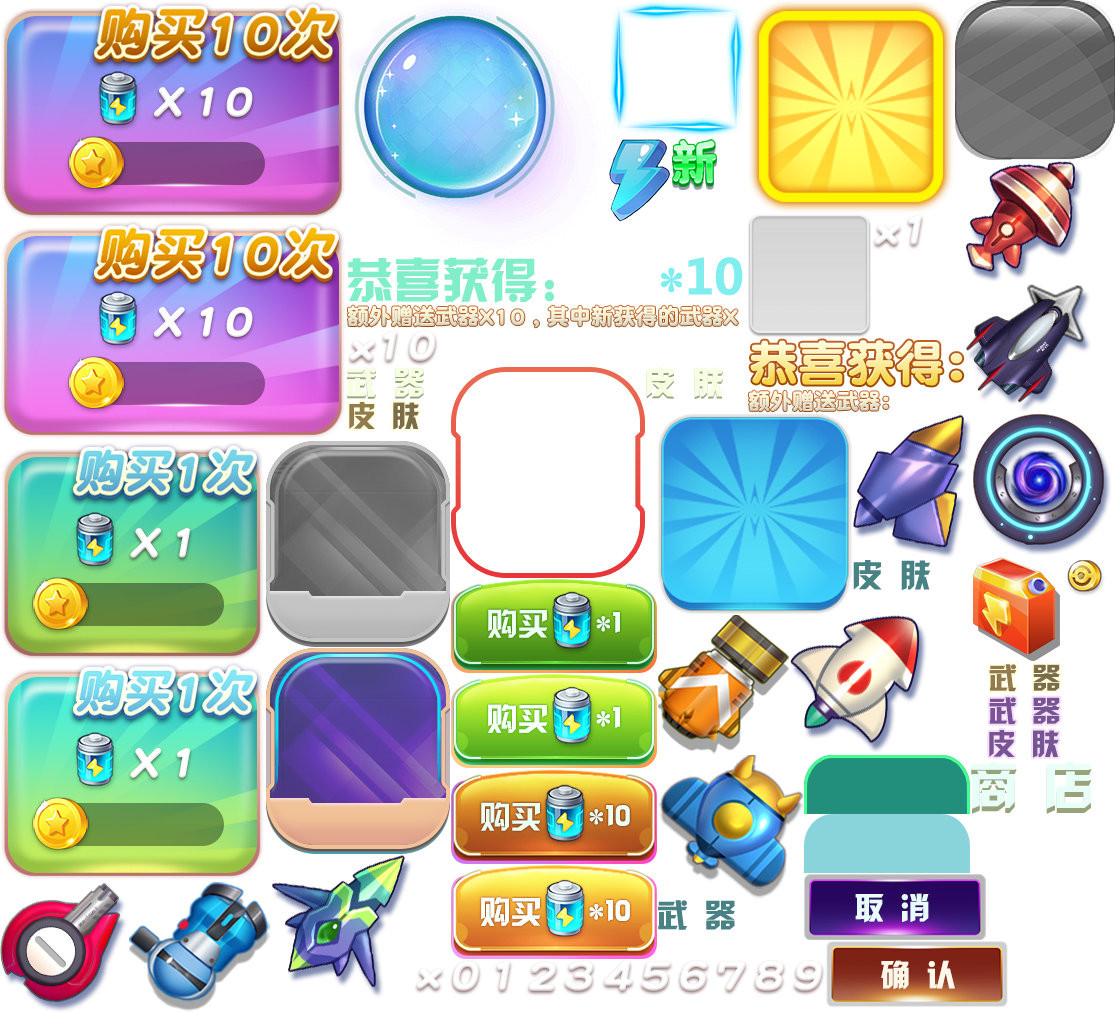 购买10次
X10
新
×1
购买10次
X10
恭喜获得：
*10
额外赠送武器X10，其中新获得的武器X
×10
武器
皮肤
皮肤
恭喜获得：
额外赠送武器：
购买1次
X1
皮肤
购买*1
购买1次
X1
购买*1
武器
武器
皮肤
商店
购买*10
购买*10
武器
取消
确认
×0123456789